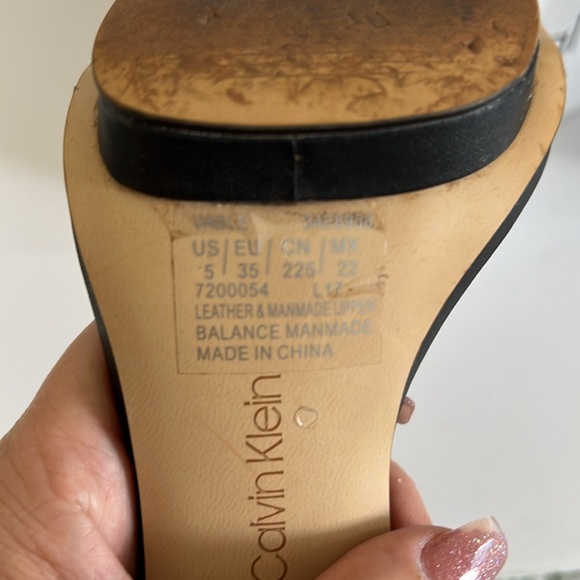 US/ EU/ CN/ MX
5 / 35 / 225 / 22
7200054
LEATHER & MANMADE UPPER
BALANCE MANMADE
MADE IN CHINA
Calvin Klein